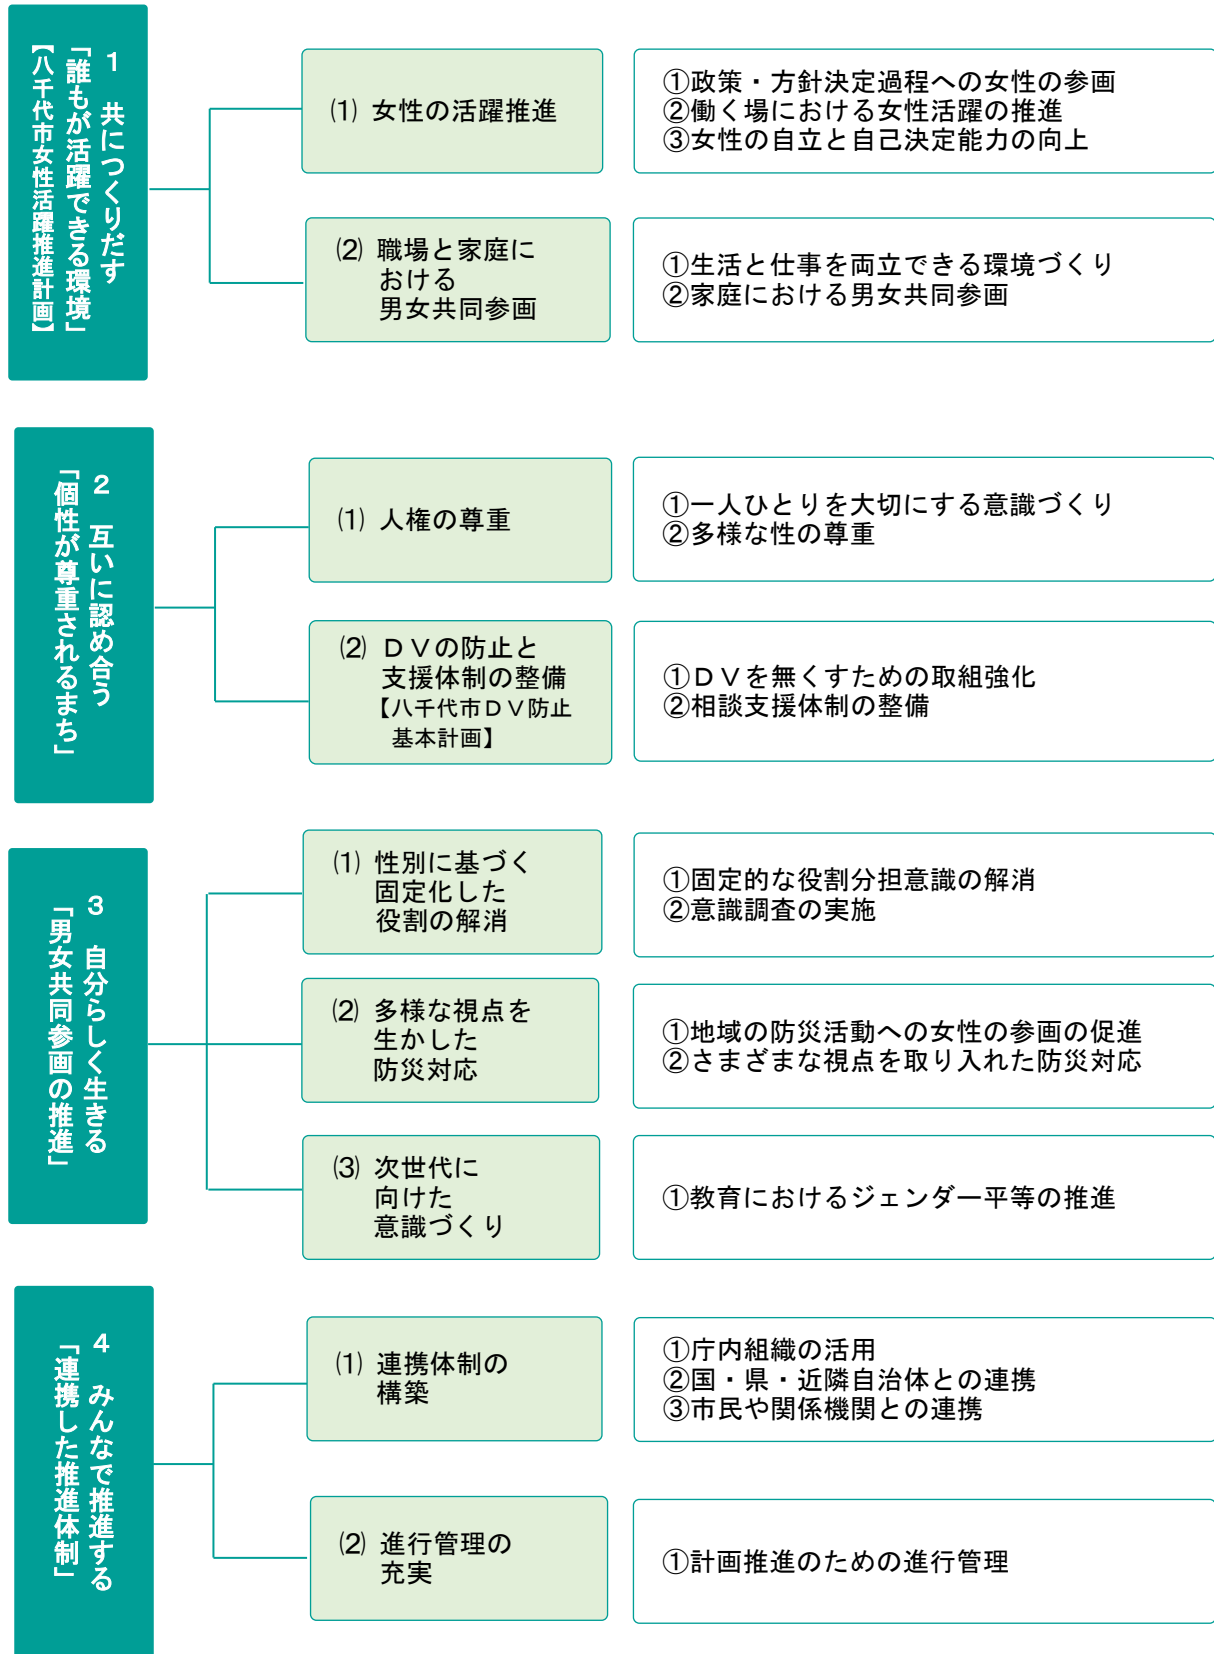 １　共につくりだす
「誰もが活躍できる環境」
【八千代市女性活躍推進計画】
⑴ 女性の活躍推進
①政策・方針決定過程への女性の参画
②働く場における女性活躍の推進
③女性の自立と自己決定能力の向上
⑵ 職場と家庭に
おける
男女共同参画
①生活と仕事を両立できる環境づくり
②家庭における男女共同参画
２　互いに認め合う
「個性が尊重されるまち」
⑴ 人権の尊重
①一人ひとりを大切にする意識づくり
②多様な性の尊重
⑵ ＤＶの防止と
支援体制の整備
【八千代市ＤＶ防止
基本計画】
①ＤＶを無くすための取組強化
②相談支援体制の整備
３　自分らしく生きる
「男女共同参画の推進」
⑴ 性別に基づく
固定化した
役割の解消
①固定的な役割分担意識の解消
②意識調査の実施
⑵ 多様な視点を
生かした
防災対応
①地域の防災活動への女性の参画の促進
②さまざまな視点を取り入れた防災対応
⑶ 次世代に
向けた
意識づくり
①教育におけるジェンダー平等の推進
４　みんなで推進する
「連携した推進体制」
⑴ 連携体制の
構築
①庁内組織の活用
②国・県・近隣自治体との連携
③市民や関係機関との連携
⑵ 進行管理の
充実
①計画推進のための進行管理